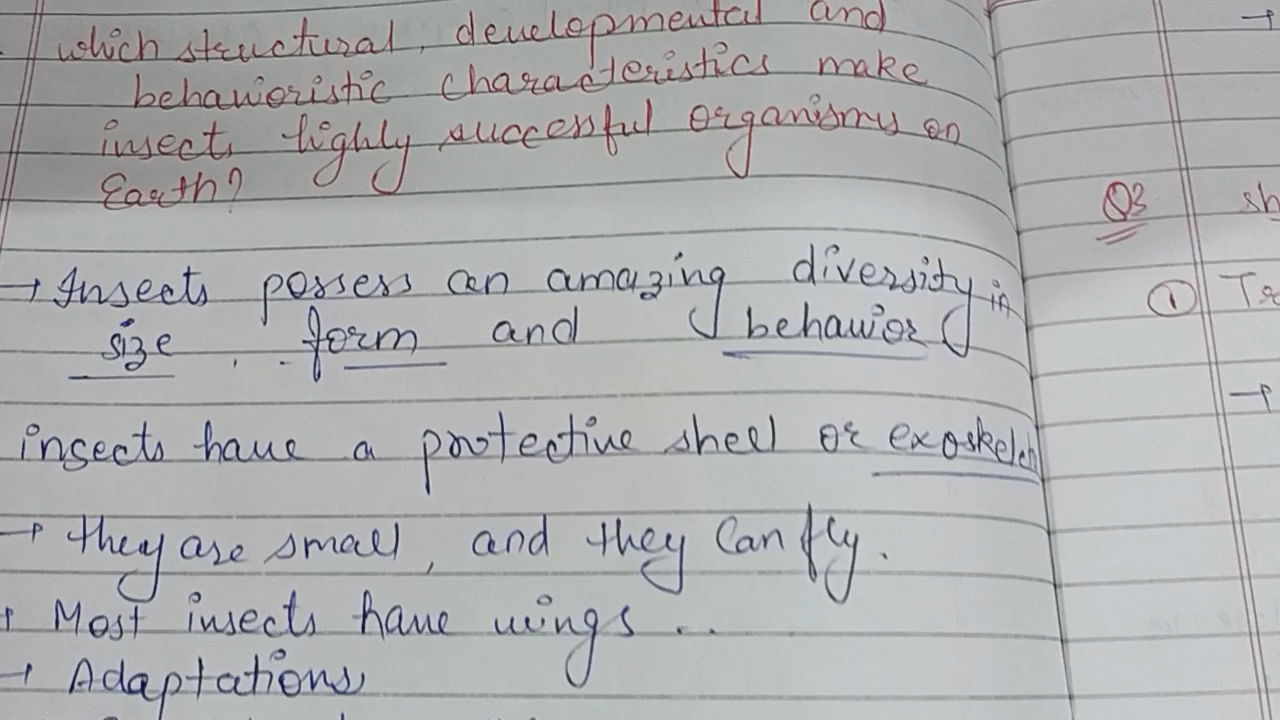 which structural, developmental and
behavioristic characteristics make
insects highly successful organisms on
Earth?
→ Insects possess an amazing diversity in
size, form and behavior
insects have a protective shell or exoskelet
→ they are small, and they can fly.
Most insects have wings..
→ Adaptations
Q3 sh
①